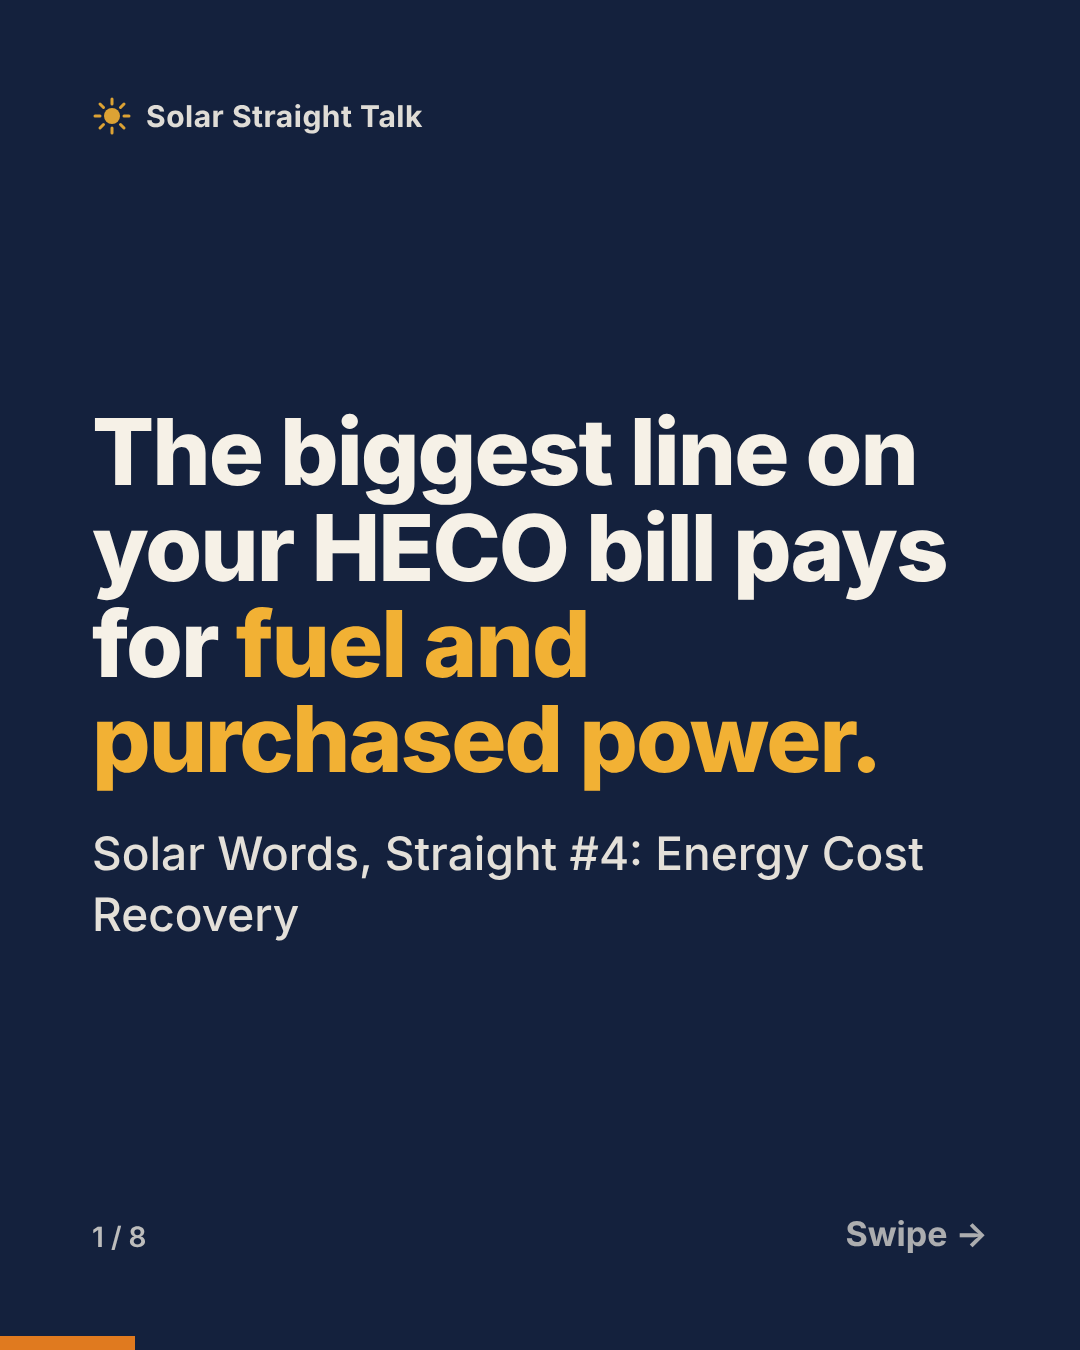 Solar Straight Talk
The biggest line on
your HECO bill pays
for fuel and
purchased power.
Solar Words, Straight #4: Energy Cost
Recovery
1 / 8
Swipe →